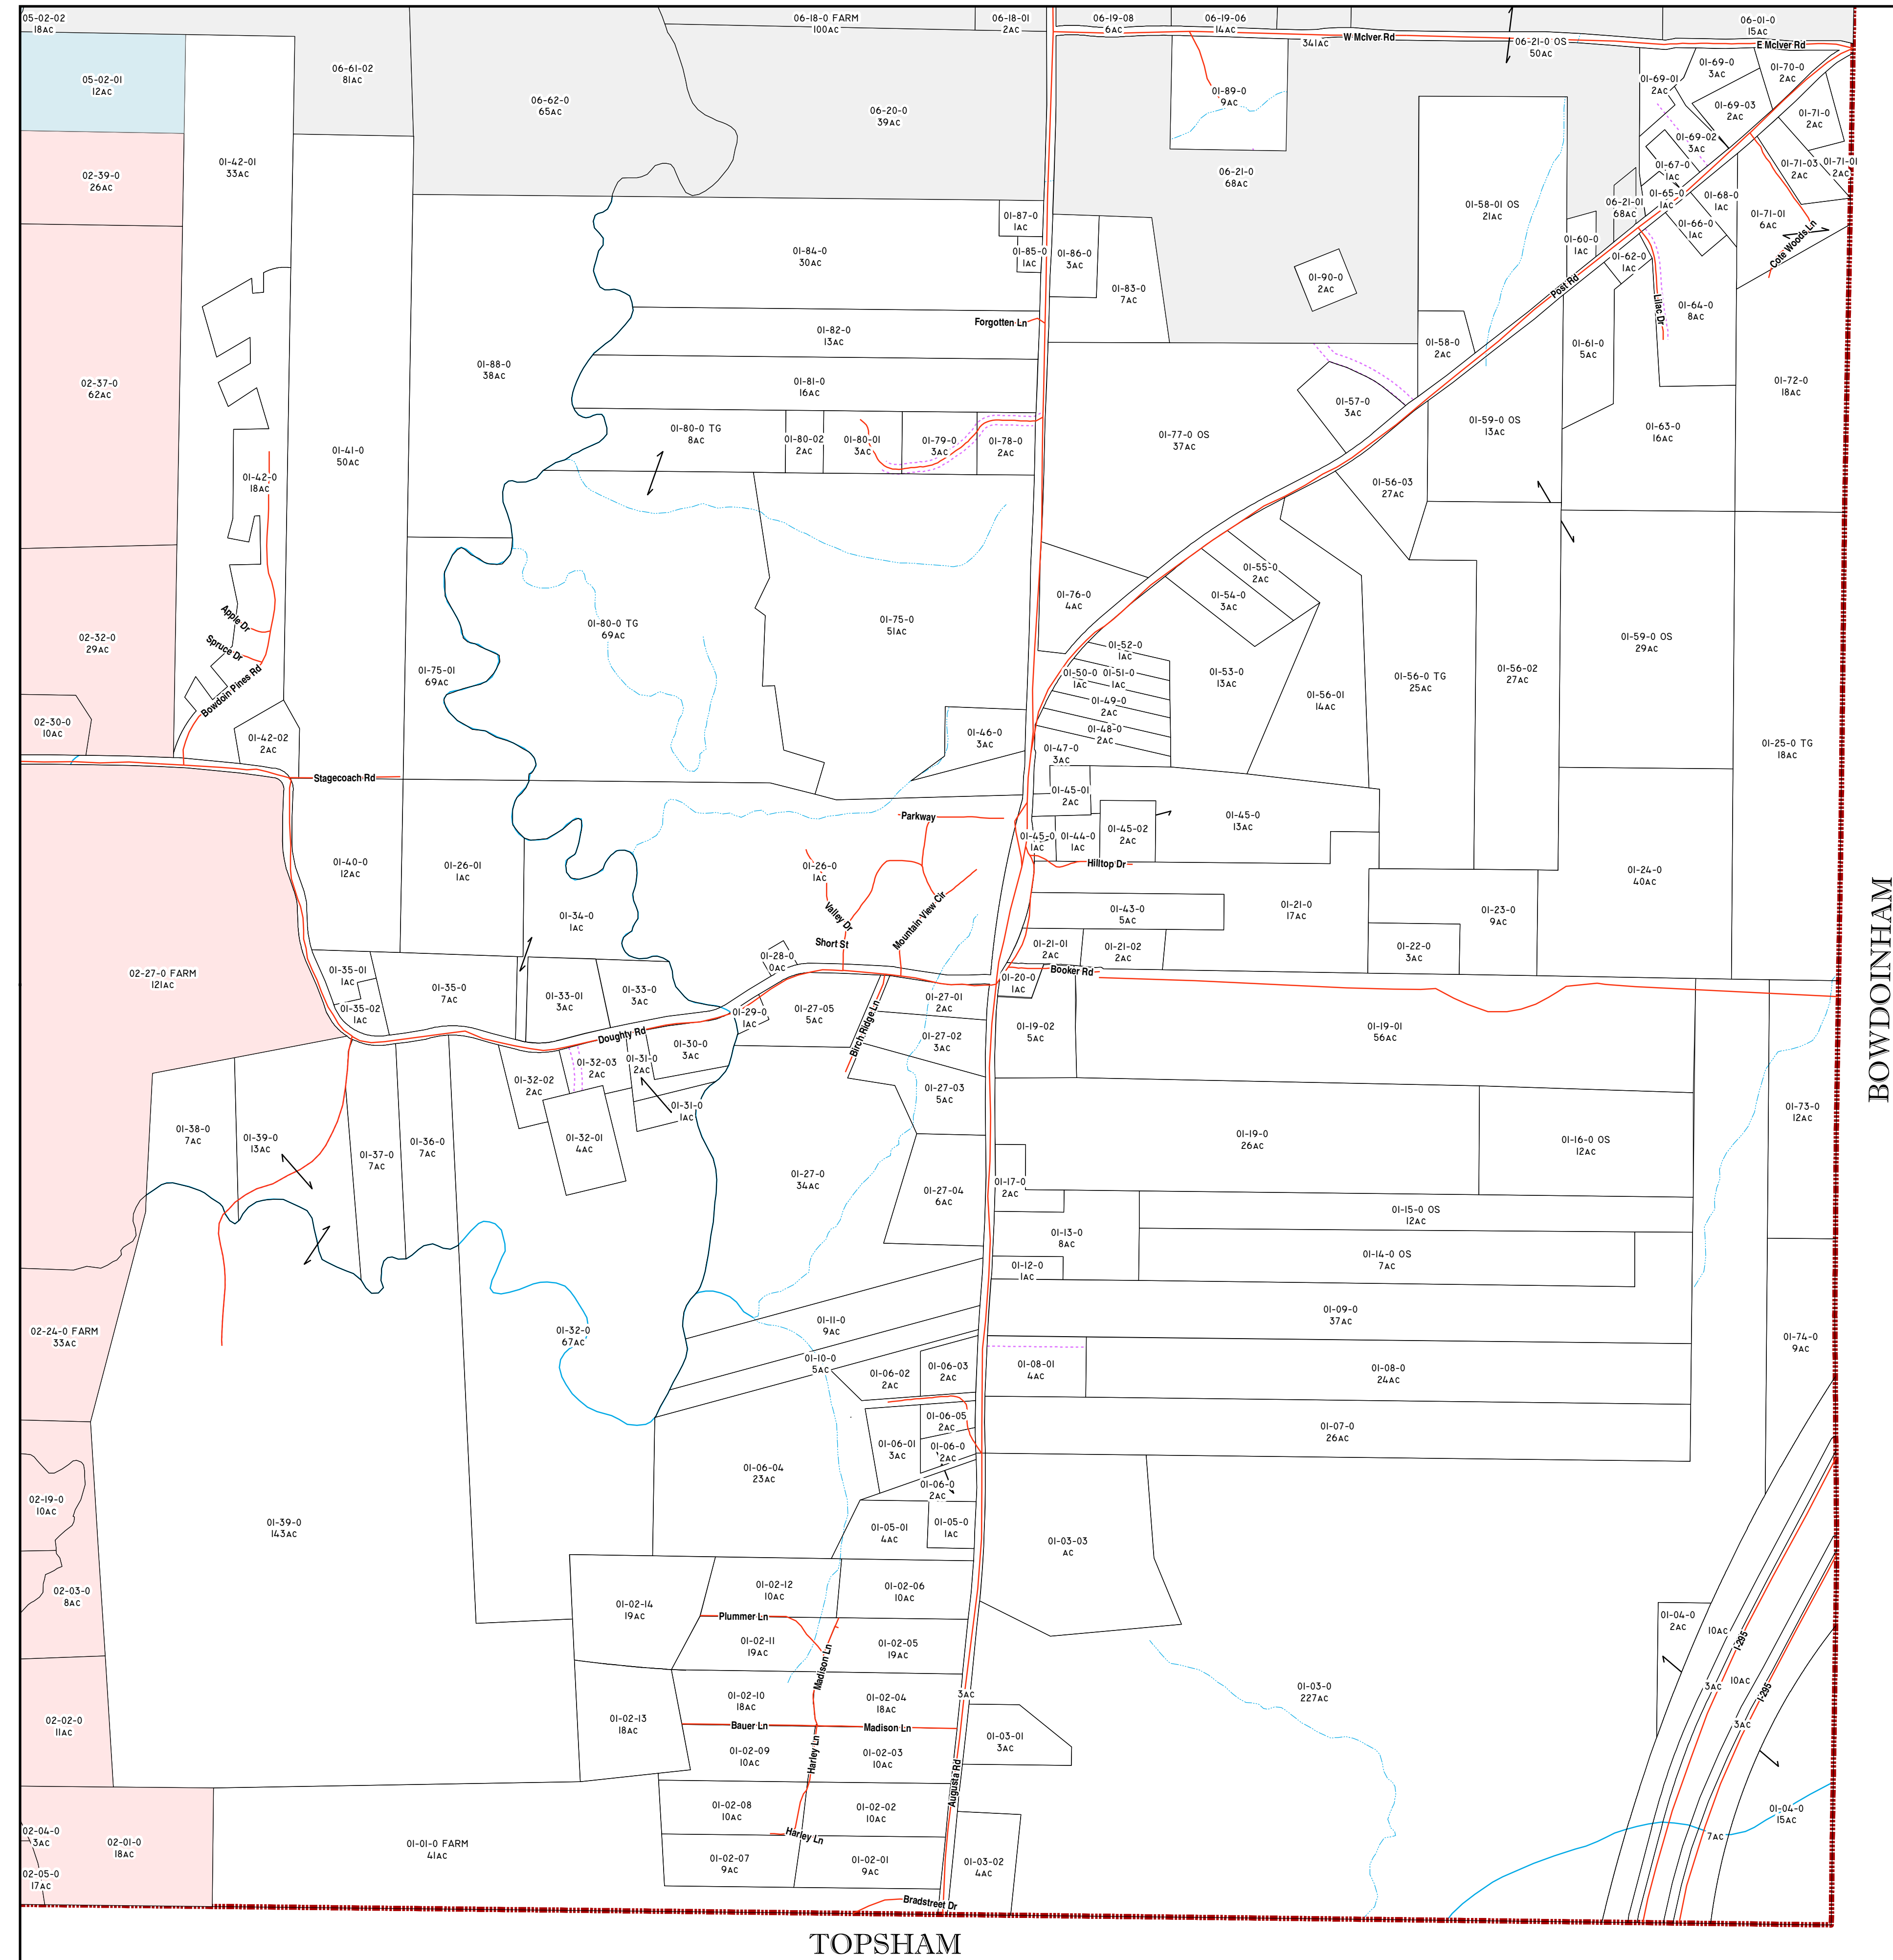 05-02-02
18AC
06-18-0 FARM
100AC
06-18-01
2AC
06-19-08
6AC
06-19-06
14AC
341AC
W McIver Rd
06-21-0 OS
50AC
06-01-0
15AC
E McIver Rd
05-02-01
12AC
06-61-02
81AC
06-62-0
65AC
06-20-0
39AC
01-89-0
9AC
01-69-01
2AC
01-69-0
3AC
01-70-0
2AC
01-69-03
2AC
01-71-0
2AC
01-69-02
3AC
01-67-0
1AC
01-71-03
2AC
01-71-01
2AC
02-39-0
26AC
01-42-01
33AC
06-21-0
68AC
01-58-01 OS
21AC
06-21-01
68AC
01-65-0
1AC
01-68-0
1AC
01-66-0
1AC
01-71-01
6AC
Cote Woods Ln
01-87-0
1AC
01-84-0
30AC
01-85-0
1AC
01-86-0
3AC
01-83-0
7AC
01-90-0
2AC
01-60-0
1AC
01-62-0
1AC
Post Rd
Lilac Dr
01-64-0
8AC
Forgotten Ln
01-82-0
13AC
01-58-0
2AC
01-61-0
5AC
02-37-0
62AC
01-88-0
38AC
01-81-0
16AC
01-57-0
3AC
01-72-0
18AC
01-80-0 TG
8AC
01-80-02
2AC
01-80-01
3AC
01-79-0
3AC
01-78-0
2AC
01-77-0 OS
37AC
01-59-0 OS
13AC
01-63-0
16AC
01-41-0
50AC
01-42-0
18AC
01-56-03
27AC
01-55-0
2AC
01-76-0
4AC
01-54-0
3AC
Apple Dr
Spruce Dr
Bowdoin Pines Rd
02-32-0
29AC
01-80-0 TG
69AC
01-75-0
51AC
01-75-01
69AC
01-52-0
1AC
01-50-0
1AC
01-51-0
1AC
01-53-0
13AC
01-49-0
2AC
01-48-0
2AC
01-47-0
3AC
01-56-01
14AC
01-56-0 TG
25AC
01-56-02
27AC
01-59-0 OS
29AC
02-30-0
10AC
01-42-02
2AC
01-46-0
3AC
01-25-0 TG
18AC
Stagecoach Rd
01-45-01
2AC
Parkway
01-45-0
1AC
01-44-0
1AC
01-45-02
2AC
01-45-0
13AC
Hilltop Dr
01-40-0
12AC
01-26-01
1AC
01-26-0
1AC
01-24-0
40AC
BOWDOINHAM
01-34-0
1AC
Valley Dr
Short St
Mountain View Cir
01-43-0
5AC
01-21-0
17AC
01-23-0
9AC
01-22-0
3AC
01-21-01
2AC
01-21-02
2AC
02-27-0 FARM
121AC
01-35-01
1AC
01-28-0
0AC
01-20-0
1AC
Booker Rd
01-35-0
7AC
01-33-01
3AC
01-33-0
3AC
01-35-02
1AC
01-29-0
1AC
01-27-05
5AC
Birch Ridge Ln
01-27-01
2AC
01-27-02
3AC
01-19-02
5AC
01-19-01
56AC
Doughty Rd
01-32-02
2AC
01-32-03
2AC
01-31-0
2AC
01-30-0
3AC
01-31-0
1AC
01-27-03
5AC
01-38-0
7AC
01-39-0
13AC
01-37-0
7AC
01-36-0
7AC
01-32-01
4AC
01-27-0
34AC
01-27-04
6AC
01-19-0
26AC
01-16-0 OS
12AC
01-73-0
12AC
01-17-0
2AC
01-15-0 OS
12AC
01-13-0
8AC
01-14-0 OS
7AC
01-12-0
1AC
02-24-0 FARM
33AC
01-32-0
67AC
01-11-0
9AC
01-09-0
37AC
01-74-0
9AC
01-10-0
5AC
01-06-02
2AC
01-06-03
2AC
01-08-01
4AC
01-08-0
24AC
01-06-05
2AC
01-06-01
3AC
01-06-0
2AC
01-07-0
26AC
01-06-04
23AC
01-06-0
2AC
02-19-0
10AC
01-39-0
143AC
01-05-01
4AC
01-05-0
1AC
01-03-03
AC
02-03-0
8AC
01-02-14
19AC
01-02-12
10AC
01-02-06
10AC
Plummer Ln
01-02-11
19AC
Madison Ln
01-02-05
19AC
01-04-0
2AC
10AC
I-295
02-02-0
11AC
01-02-13
18AC
01-02-10
18AC
01-02-04
18AC
3AC
01-03-0
227AC
3AC
10AC
I-295
3AC
Bauer Ln
Madison Ln
01-02-09
10AC
Harley Ln
01-02-03
10AC
01-03-01
3AC
Augusta Rd
02-04-0
3AC
02-01-0
18AC
01-01-0 FARM
41AC
01-02-08
10AC
01-02-02
10AC
Harley Ln
01-04-0
15AC
7AC
02-05-0
17AC
01-02-07
9AC
01-02-01
9AC
01-03-02
4AC
Bradstreet Dr
TOPSHAM